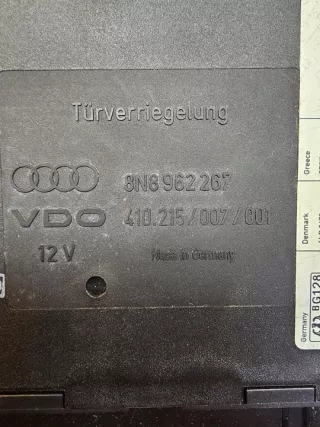 Türverriegelung
8N8 962 267
VDO 410.215/007/001
12 V Made in Germany
Greece
Denmark
Germany
BG128